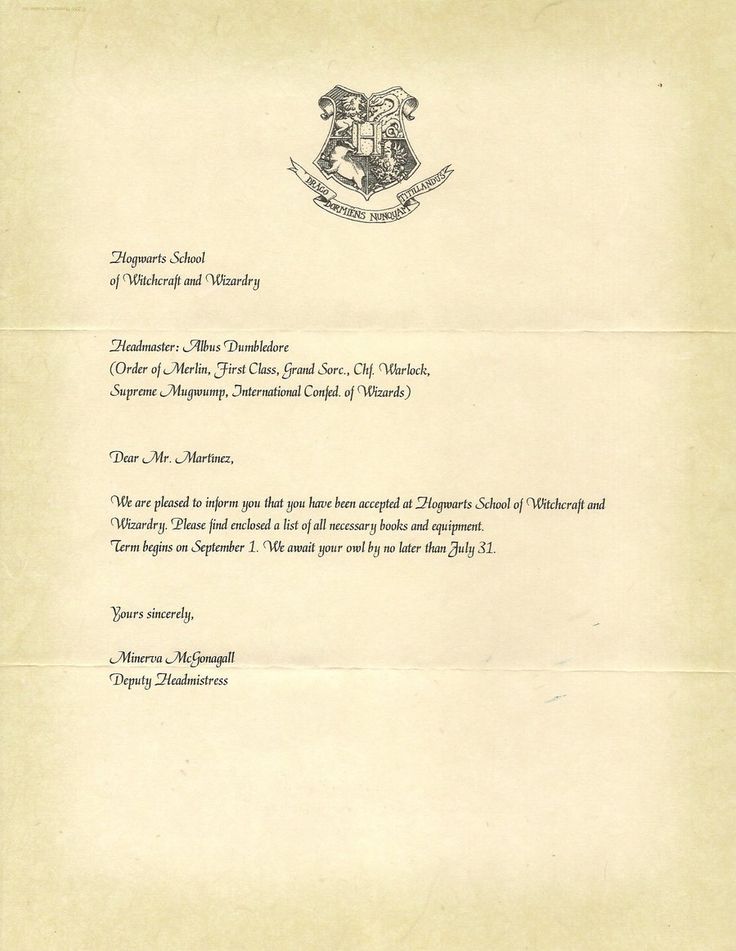 DRACO DORMIENS NUNQUAM TITILLANDUS
Hogwarts School
of Witchcraft and Wizardry
Headmaster: Albus Dumbledore
(Order of Merlin, First Class, Grand Sorc., Chf. Warlock,
Supreme Mugwump, International Confed. of Wizards)
Dear Mr. Martinez,
We are pleased to inform you that you have been accepted at Hogwarts School of Witchcraft and
Wizardry. Please find enclosed a list of all necessary books and equipment.
Term begins on September 1. We await your owl by no later than July 31.
Yours sincerely,
Minerva McGonagall
Deputy Headmistress